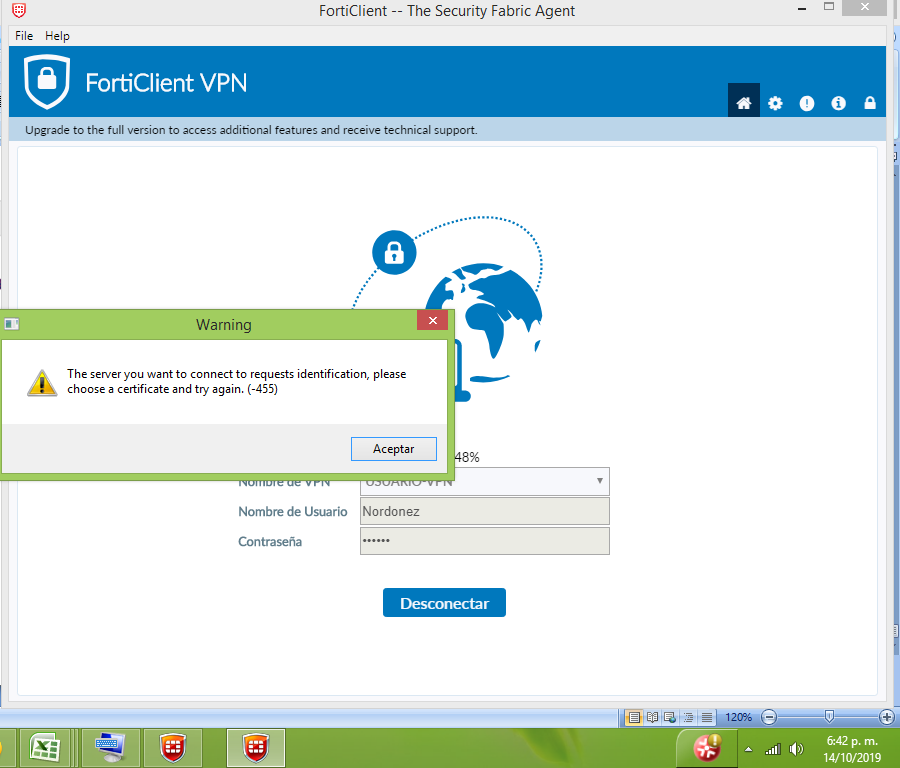 FortiClient -- The Security Fabric Agent
File Help
FortiClient VPN
Upgrade to the full version to access additional features and receive technical support.
Warning
The server you want to connect to requests identification, please
choose a certificate and try again. (-455)
Aceptar
48%
Nombre de VPN USUARIO-VPN
Nombre de Usuario Nordonez
Contraseña ••••••
Desconectar
120%
6:42 p. m.
14/10/2019